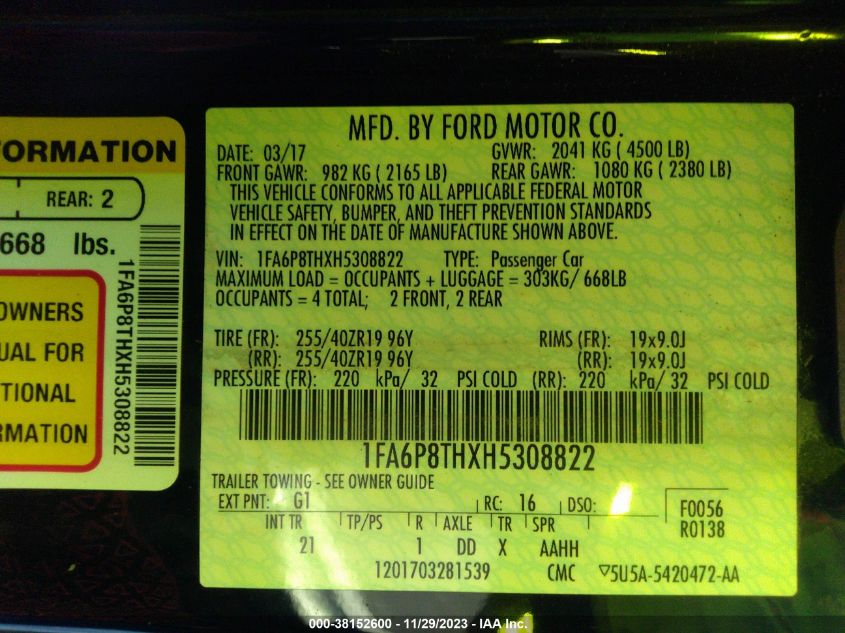 ORMATION
REAR: 2
668 lbs.
OWNERS
UAL FOR
TIONAL
RMATION
1FA6P8THXH5308822
MFD. BY FORD MOTOR CO.
DATE: 03/17 GVWR: 2041 KG ( 4500 LB)
FRONT GAWR: 982 KG ( 2165 LB) REAR GAWR: 1080 KG ( 2380 LB)
THIS VEHICLE CONFORMS TO ALL APPLICABLE FEDERAL MOTOR
VEHICLE SAFETY, BUMPER, AND THEFT PREVENTION STANDARDS
IN EFFECT ON THE DATE OF MANUFACTURE SHOWN ABOVE.
VIN: 1FA6P8THXH5308822 TYPE: Passenger Car
MAXIMUM LOAD = OCCUPANTS + LUGGAGE = 303KG/ 668LB
OCCUPANTS = 4 TOTAL; 2 FRONT, 2 REAR
TIRE (FR): 255/40ZR19 96Y RIMS (FR): 19x9.0J
(RR): 255/40ZR19 96Y (RR): 19x9.0J
PRESSURE (FR): 220 kPa/ 32 PSI COLD (RR): 220 kPa/ 32 PSI COLD
1FA6P8THXH5308822
TRAILER TOWING - SEE OWNER GUIDE
EXT PNT: G1 RC: 16 DSO: F0056
R0138
INT TR TP/PS R AXLE TR SPR
21 1 DD X AAHH
1201703281539 CMC ▽5U5A-5420472-AA
000-38152600 - 11/29/2023 - IAA Inc.